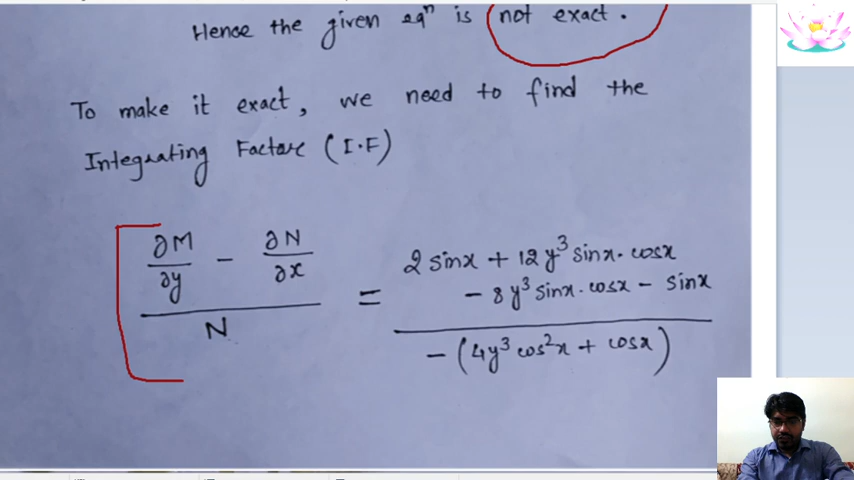 Hence the given eqⁿ is not exact.
To make it exact, we need to find the
Integrating Factore (I.F)
∂M/∂y - ∂N/∂x = 2 sinx + 12y³ sinx. cosx
- 8y³ sinx. cosx - sinx
N
- (4y³ cos²x + cosx)